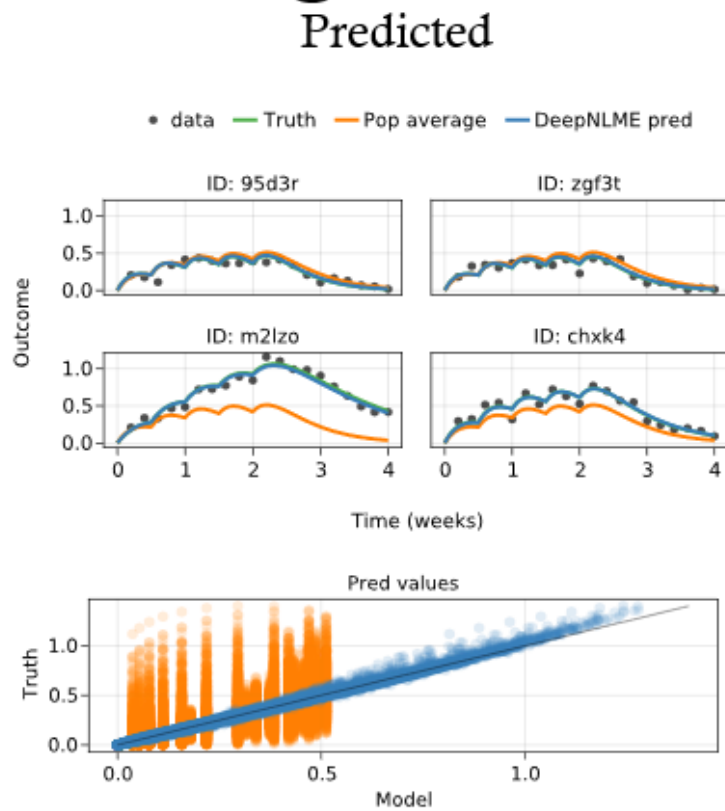 Predicted
data Truth Pop average DeepNLME pred
ID: 95d3r ID: zgf3t
1.0
0.5
0.0
Outcome
ID: m2lzo ID: chxk4
1.0
0.5
0.0
0 1 2 3 4 0 1 2 3 4
Time (weeks)
Pred values
1.0
0.5
0.0
Truth
0.0 0.5 1.0
Model